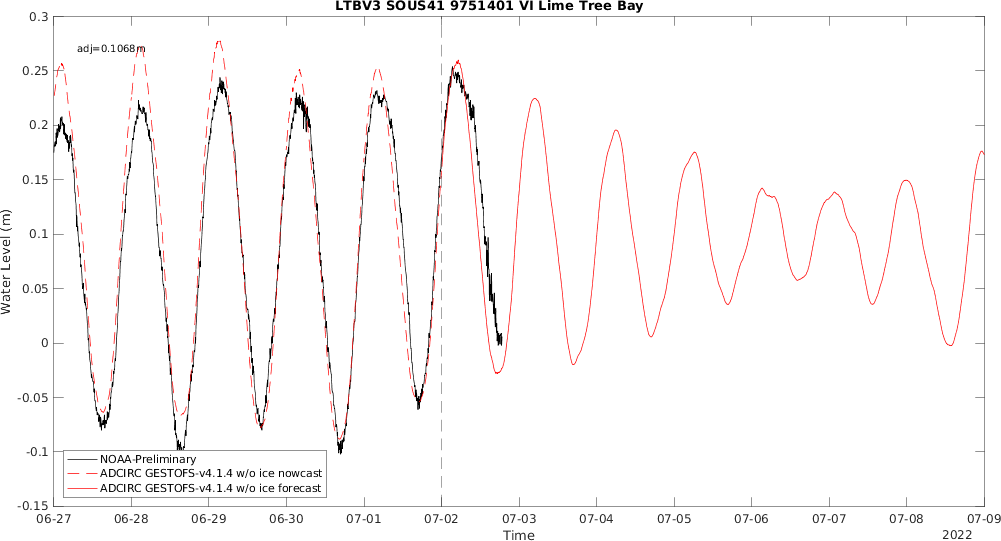 LTBV3 SOUS41 9751401 VI Lime Tree Bay
0.3
adj=0.1068m
0.25
0.2
0.15
0.1
0.05
0
-0.05
-0.1
-0.15
Water Level (m)
NOAA-Preliminary
ADCIRC GESTOFS-v4.1.4 w/o ice nowcast
ADCIRC GESTOFS-v4.1.4 w/o ice forecast
06-27 06-28 06-29 06-30 07-01 07-02 07-03 07-04 07-05 07-06 07-07 07-08 07-09
Time
2022